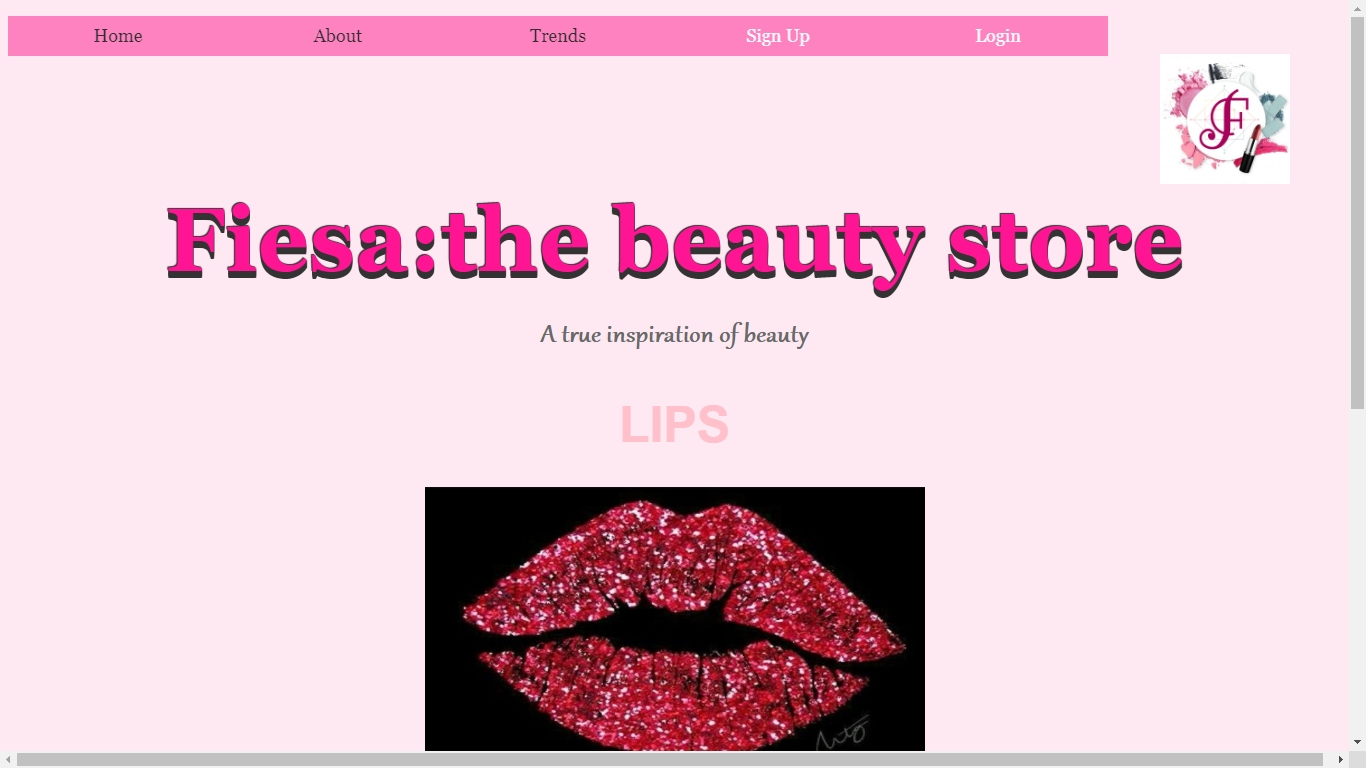 Home About Trends Sign Up Login
F
Fiesa:the beauty store
A true inspiration of beauty
LIPS